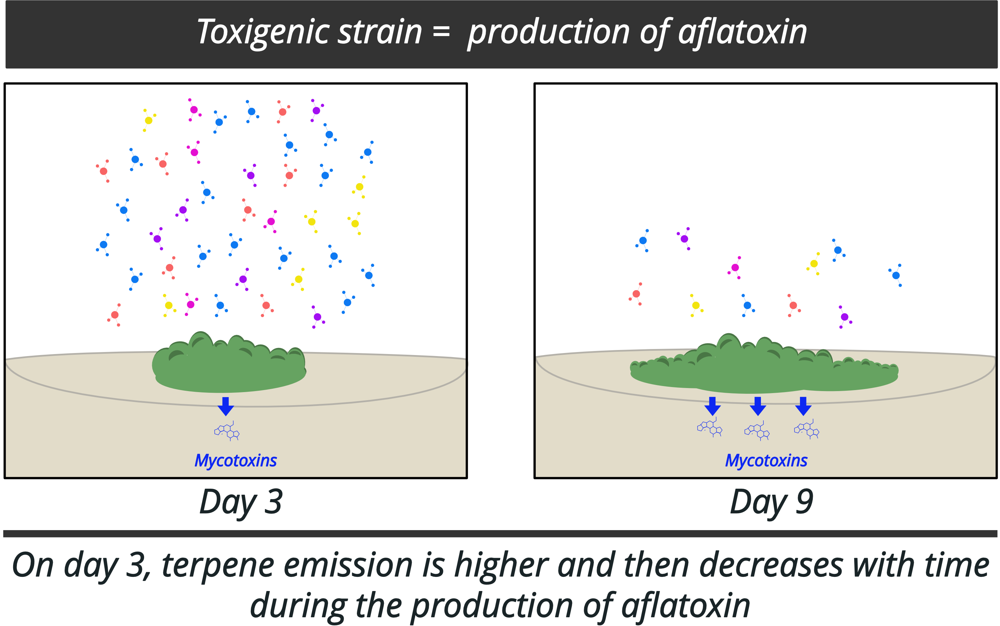 Toxigenic strain = production of aflatoxin
Mycotoxins
Mycotoxins
Day 3
Day 9
On day 3, terpene emission is higher and then decreases with time
during the production of aflatoxin